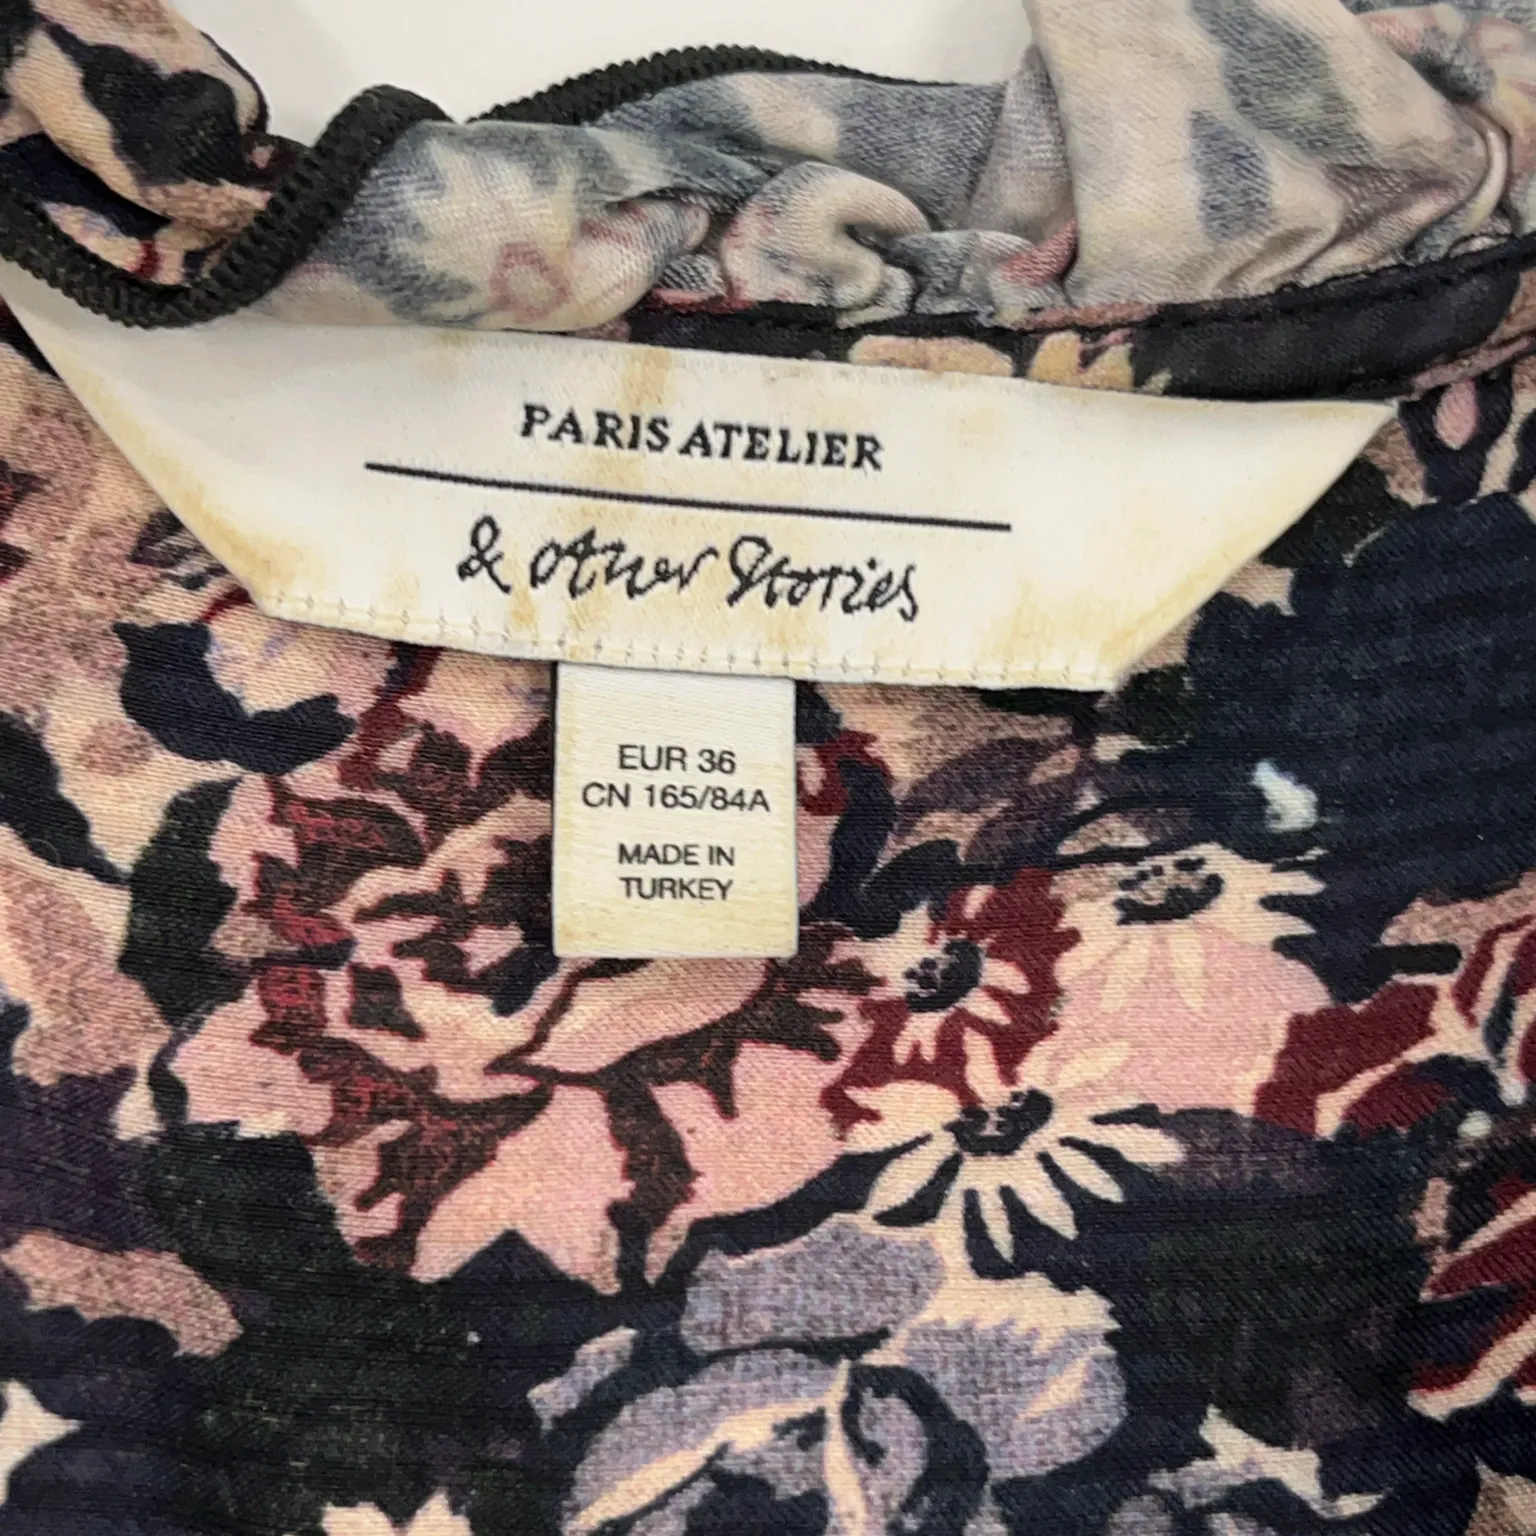 PARIS ATELIER
& other Stories
EUR 36
CN 165/84A
MADE IN
TURKEY